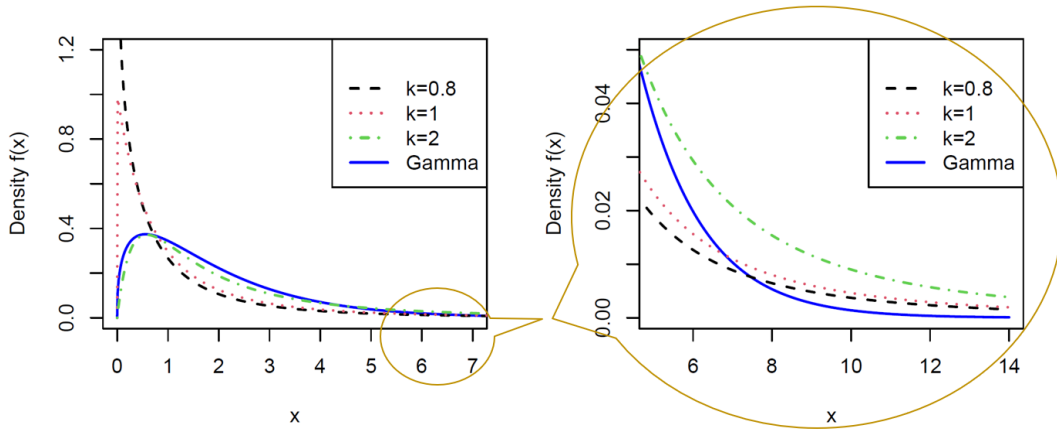 Density f(x)
1.2
0.8
0.4
0.0
k=0.8
k=1
k=2
Gamma
0 1 2 3 4 5 6 7
x
Density f(x)
0.04
0.02
0.00
k=0.8
k=1
k=2
Gamma
6 8 10 12 14
x